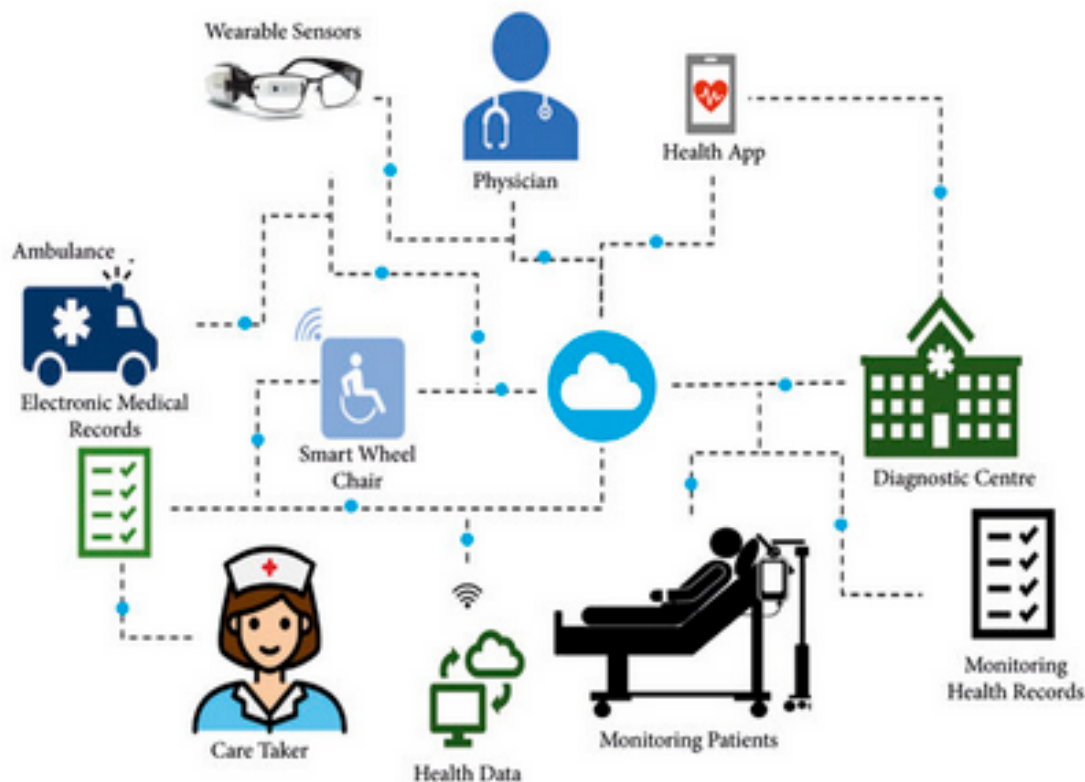 Wearable Sensors
Physician
Health App
Ambulance
Electronic Medical
Records
Smart Wheel
Chair
Diagnostic Centre
Care Taker
Health Data
Monitoring Patients
Monitoring
Health Records